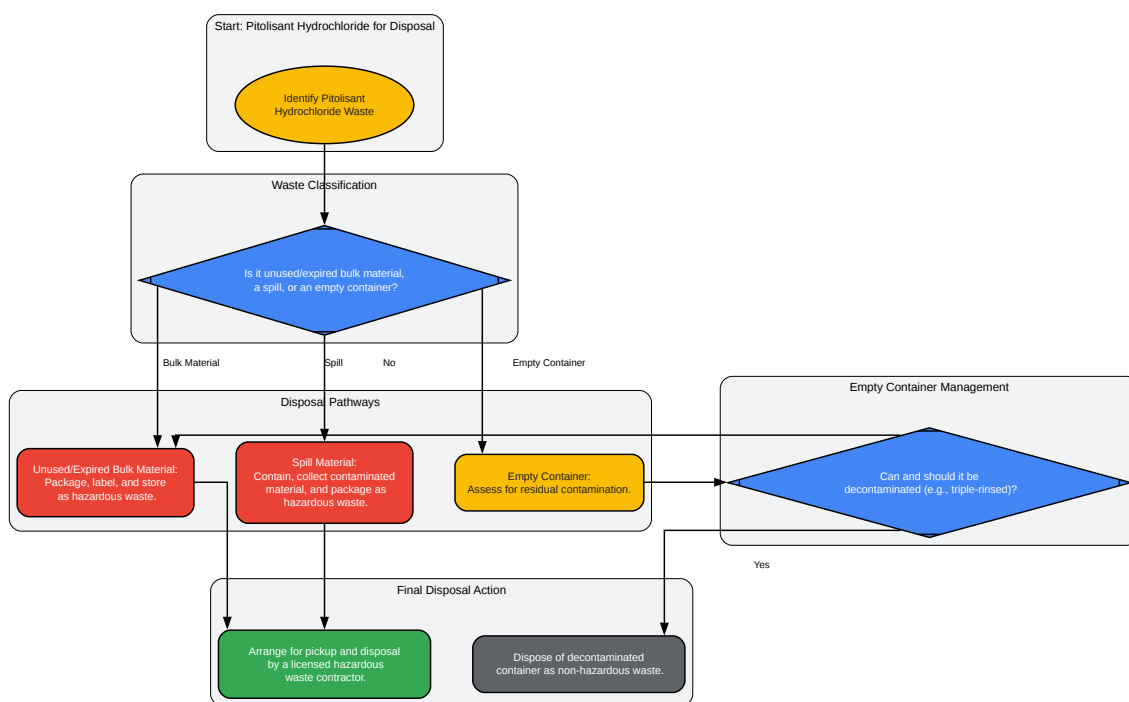 Start: Pitolisant Hydrochloride for Disposal
Identify Pitolisant
Hydrochloride Waste
Waste Classification
Is it unused/expired bulk material,
a spill, or an empty container?
Bulk Material
Spill
No
Empty Container
Disposal Pathways
Empty Container Management
Unused/Expired Bulk Material:
Package, label, and store
as hazardous waste.
Spill Material:
Contain, collect contaminated
material, and package as
hazardous waste.
Empty Container:
Assess for residual contamination.
Can and should it be
decontaminated (e.g., triple-rinsed)?
Yes
Final Disposal Action
Arrange for pickup and disposal
by a licensed hazardous
waste contractor.
Dispose of decontaminated
container as non-hazardous waste.